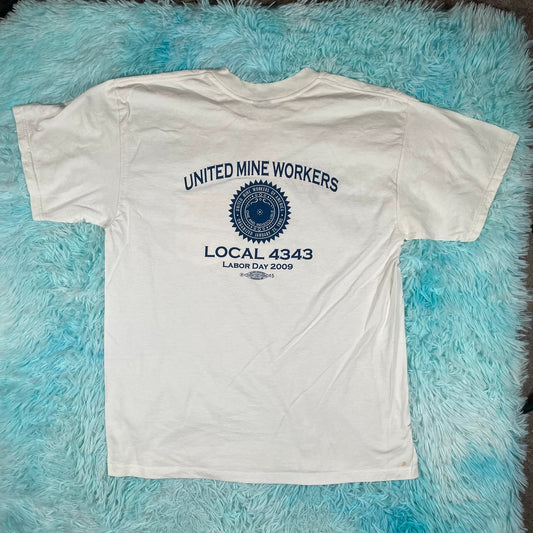 UNITED MINE WORKERS
LOCAL 4343
LABOR DAY 2009